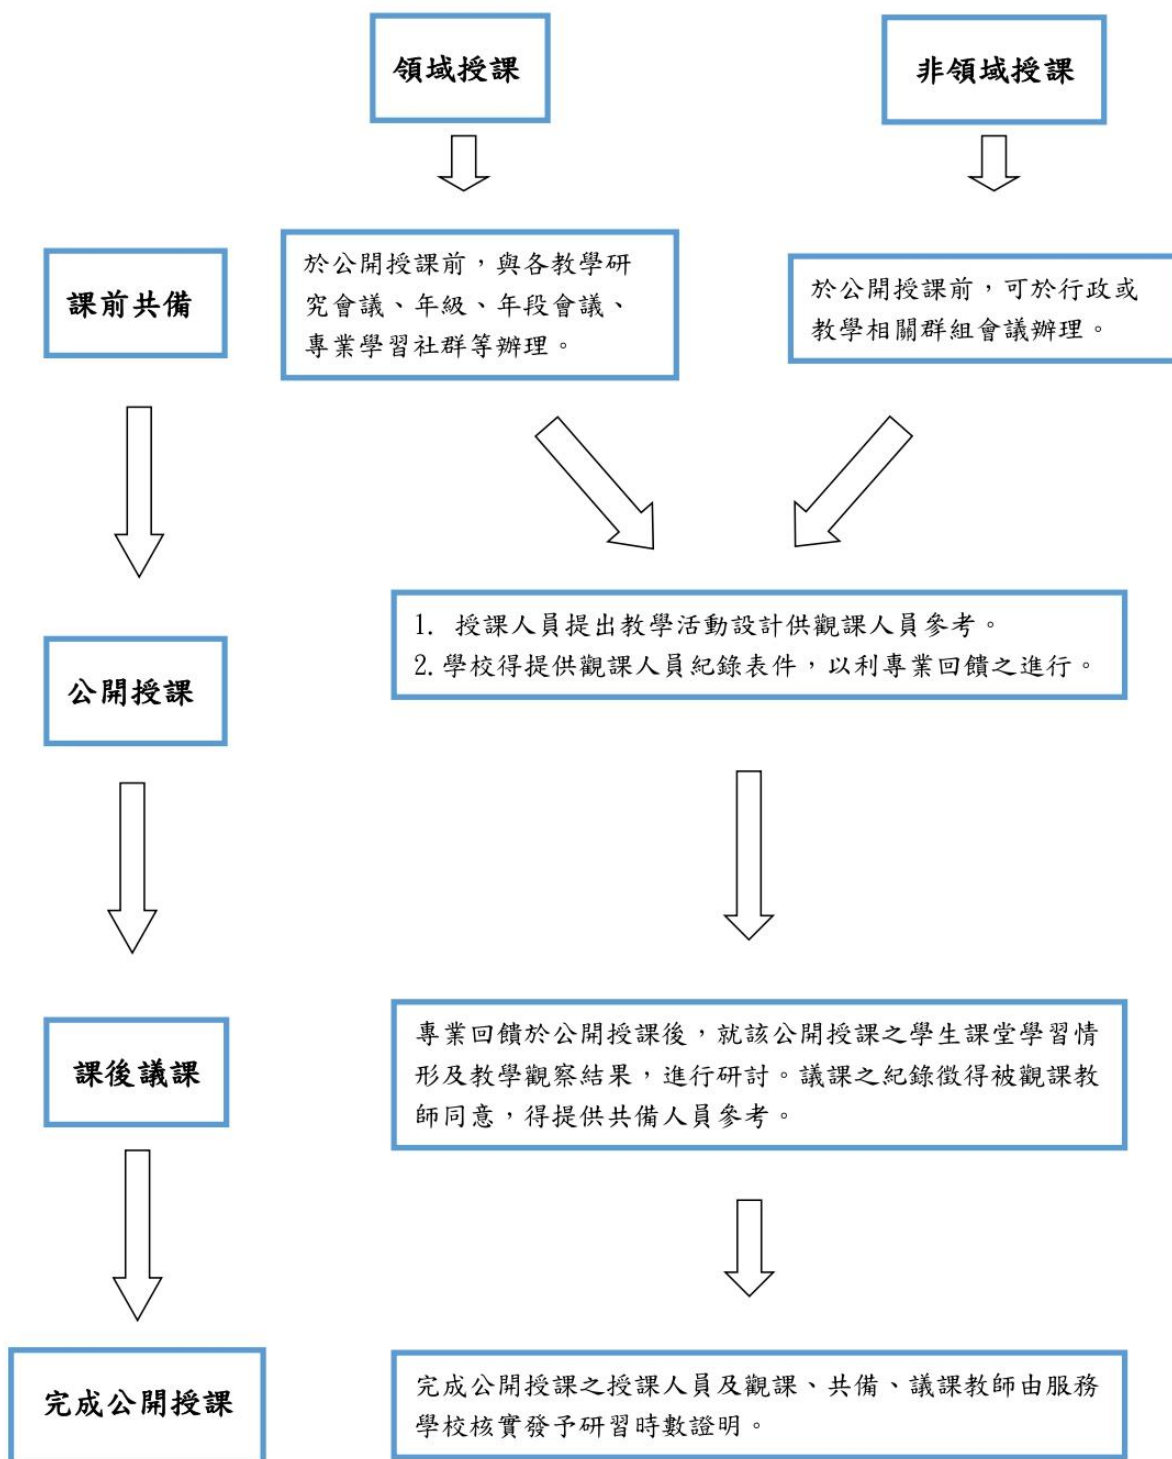 領域授課
非領域授課
課前共備
於公開授課前，與各教學研
究會議、年級、年段會議、
專業學習社群等辦理。
於公開授課前，可於行政或
教學相關群組會議辦理。
公開授課
1. 授課人員提出教學活動設計供觀課人員參考。
2. 學校得提供觀課人員紀錄表件，以利專業回饋之進行。
課後議課
專業回饋於公開授課後，就該公開授課之學生課堂學習情
形及教學觀察結果，進行研討。議課之紀錄徵得被觀課教
師同意，得提供共備人員參考。
完成公開授課
完成公開授課之授課人員及觀課、共備、議課教師由服務
學校核實發予研習時數證明。